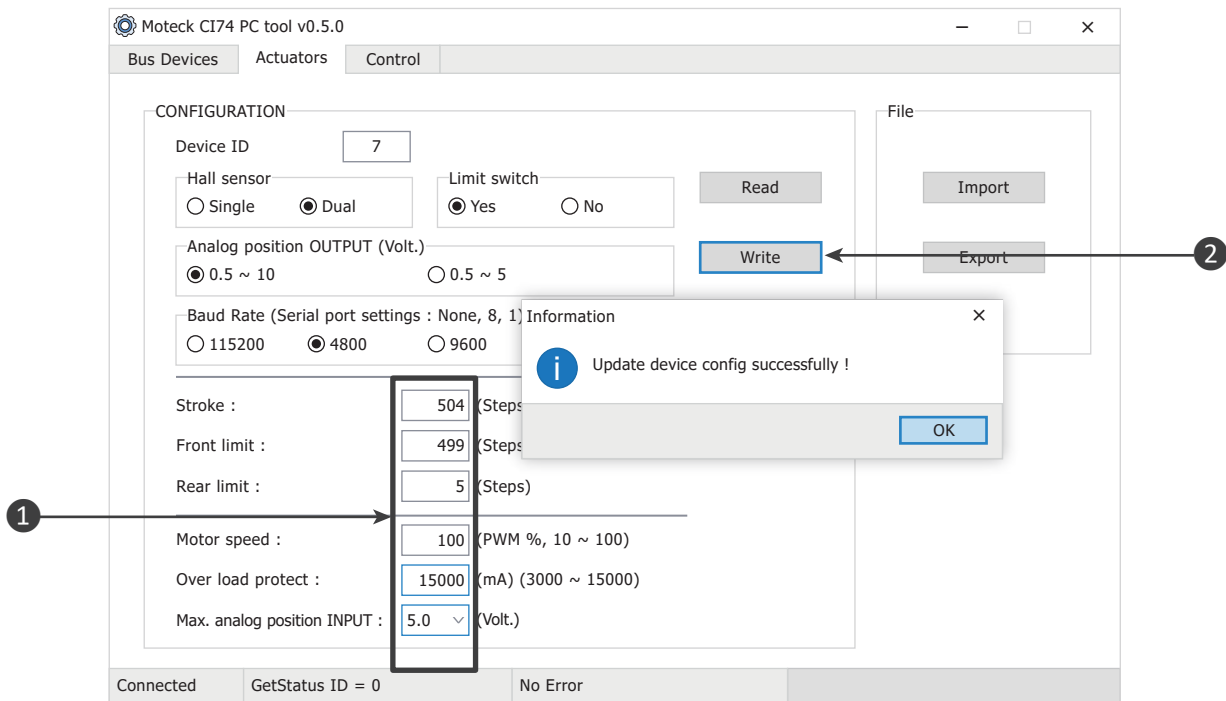 Moteck CI74 PC tool v0.5.0
Bus Devices Actuators Control
CONFIGURATION
File
Device ID 7
Hall sensor
Limit switch
Single Dual
Yes No
Read
Import
Analog position OUTPUT (Volt.)
0.5 ~ 10 0.5 ~ 5
Write
Export
2
Baud Rate (Serial port settings : None, 8, 1)
115200 4800 9600
Information
i Update device config successfully !
OK
Stroke : 504 (Steps
Front limit : 499 (Steps
Rear limit : 5 (Steps)
1
Motor speed : 100 (PWM %, 10 ~ 100)
Over load protect : 15000 (mA) (3000 ~ 15000)
Max. analog position INPUT : 5.0 (Volt.)
Connected GetStatus ID = 0 No Error